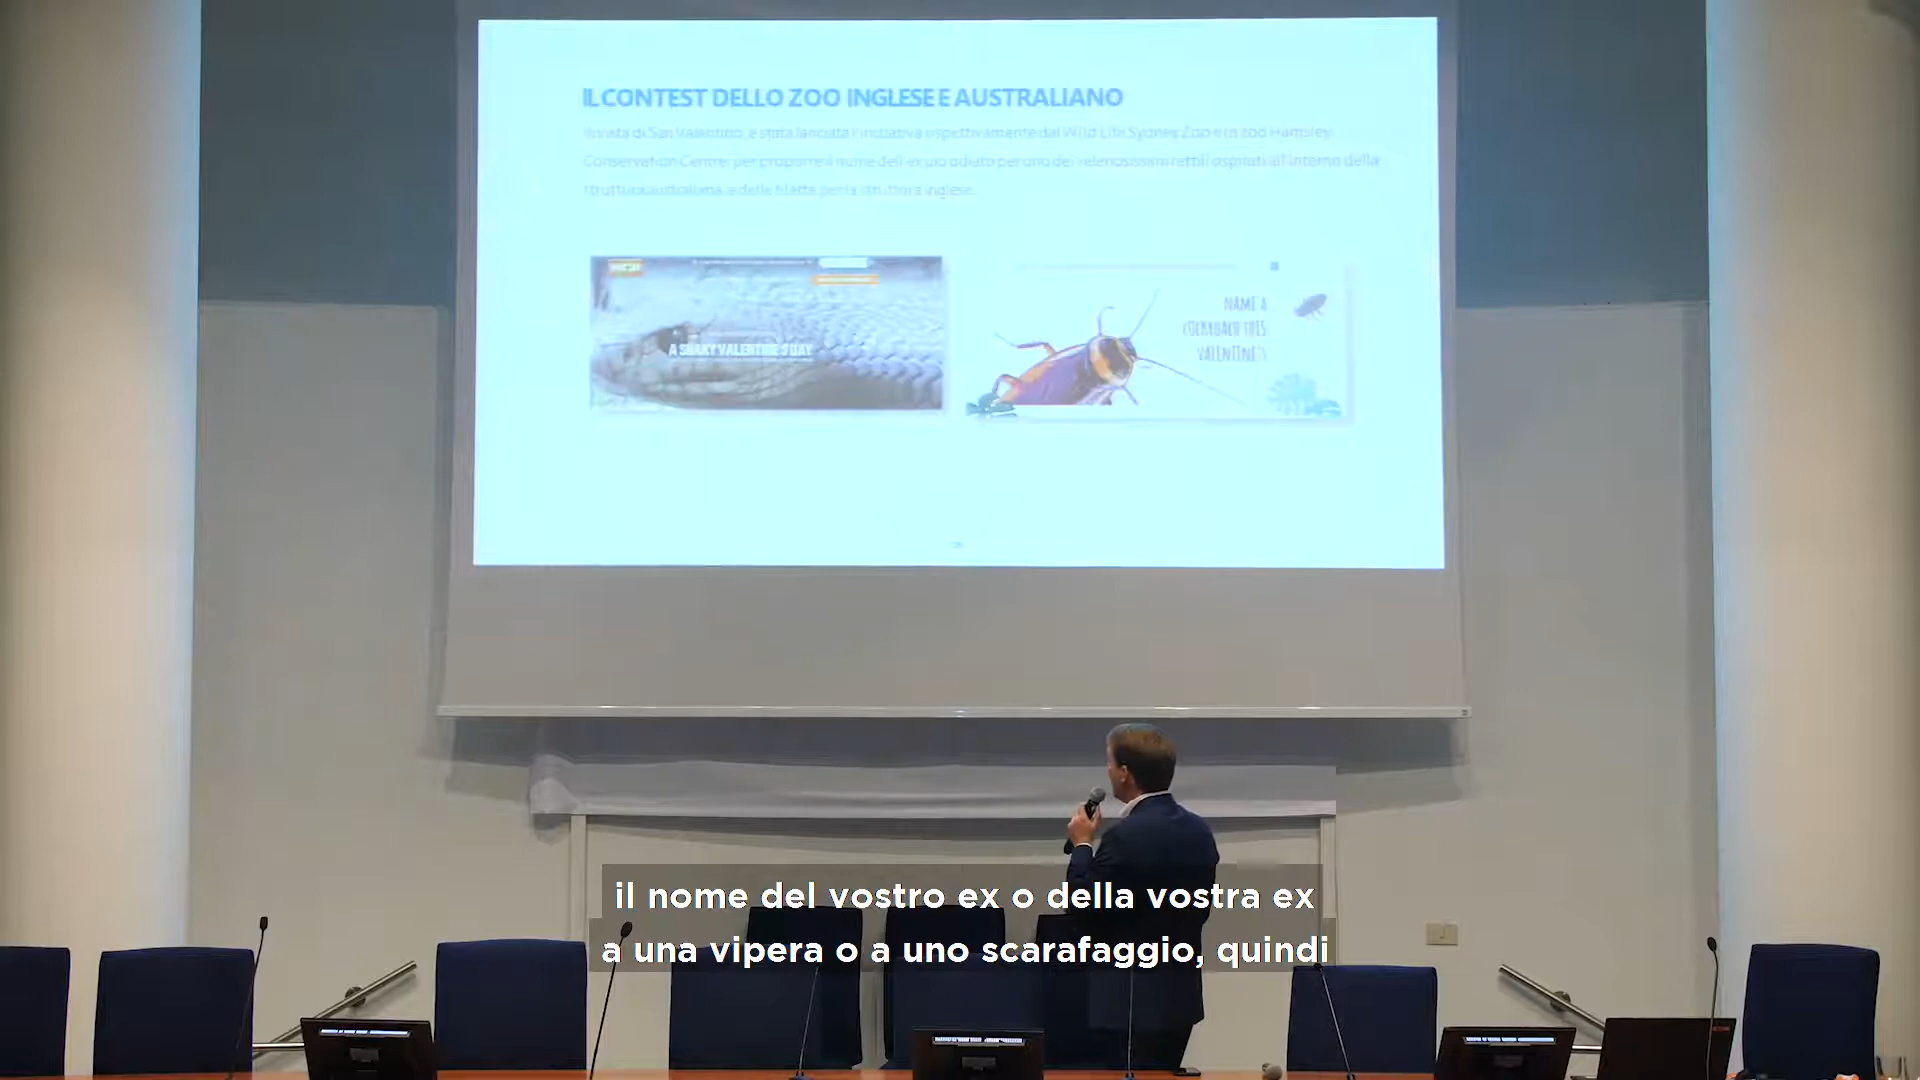 IL CONTEST DELLO ZOO INGLESE E AUSTRALIANO
In vista di San Valentino, è stata lanciata l'iniziativa rispettivamente dal Wild Life Sydney Zoo e lo zoo Hemsley
Conservation Centre, per proporre il nome dell'ex più odiato per uno dei velenosissimi rettili ospitati all'interno della
struttura australiana, e delle blatte per la struttura inglese.
A SNAKY VALENTINE'S DAY
NAME A
COCKROACH THIS
VALENTINE'S
il nome del vostro ex o della vostra ex
a una vipera o a uno scarafaggio, quindi